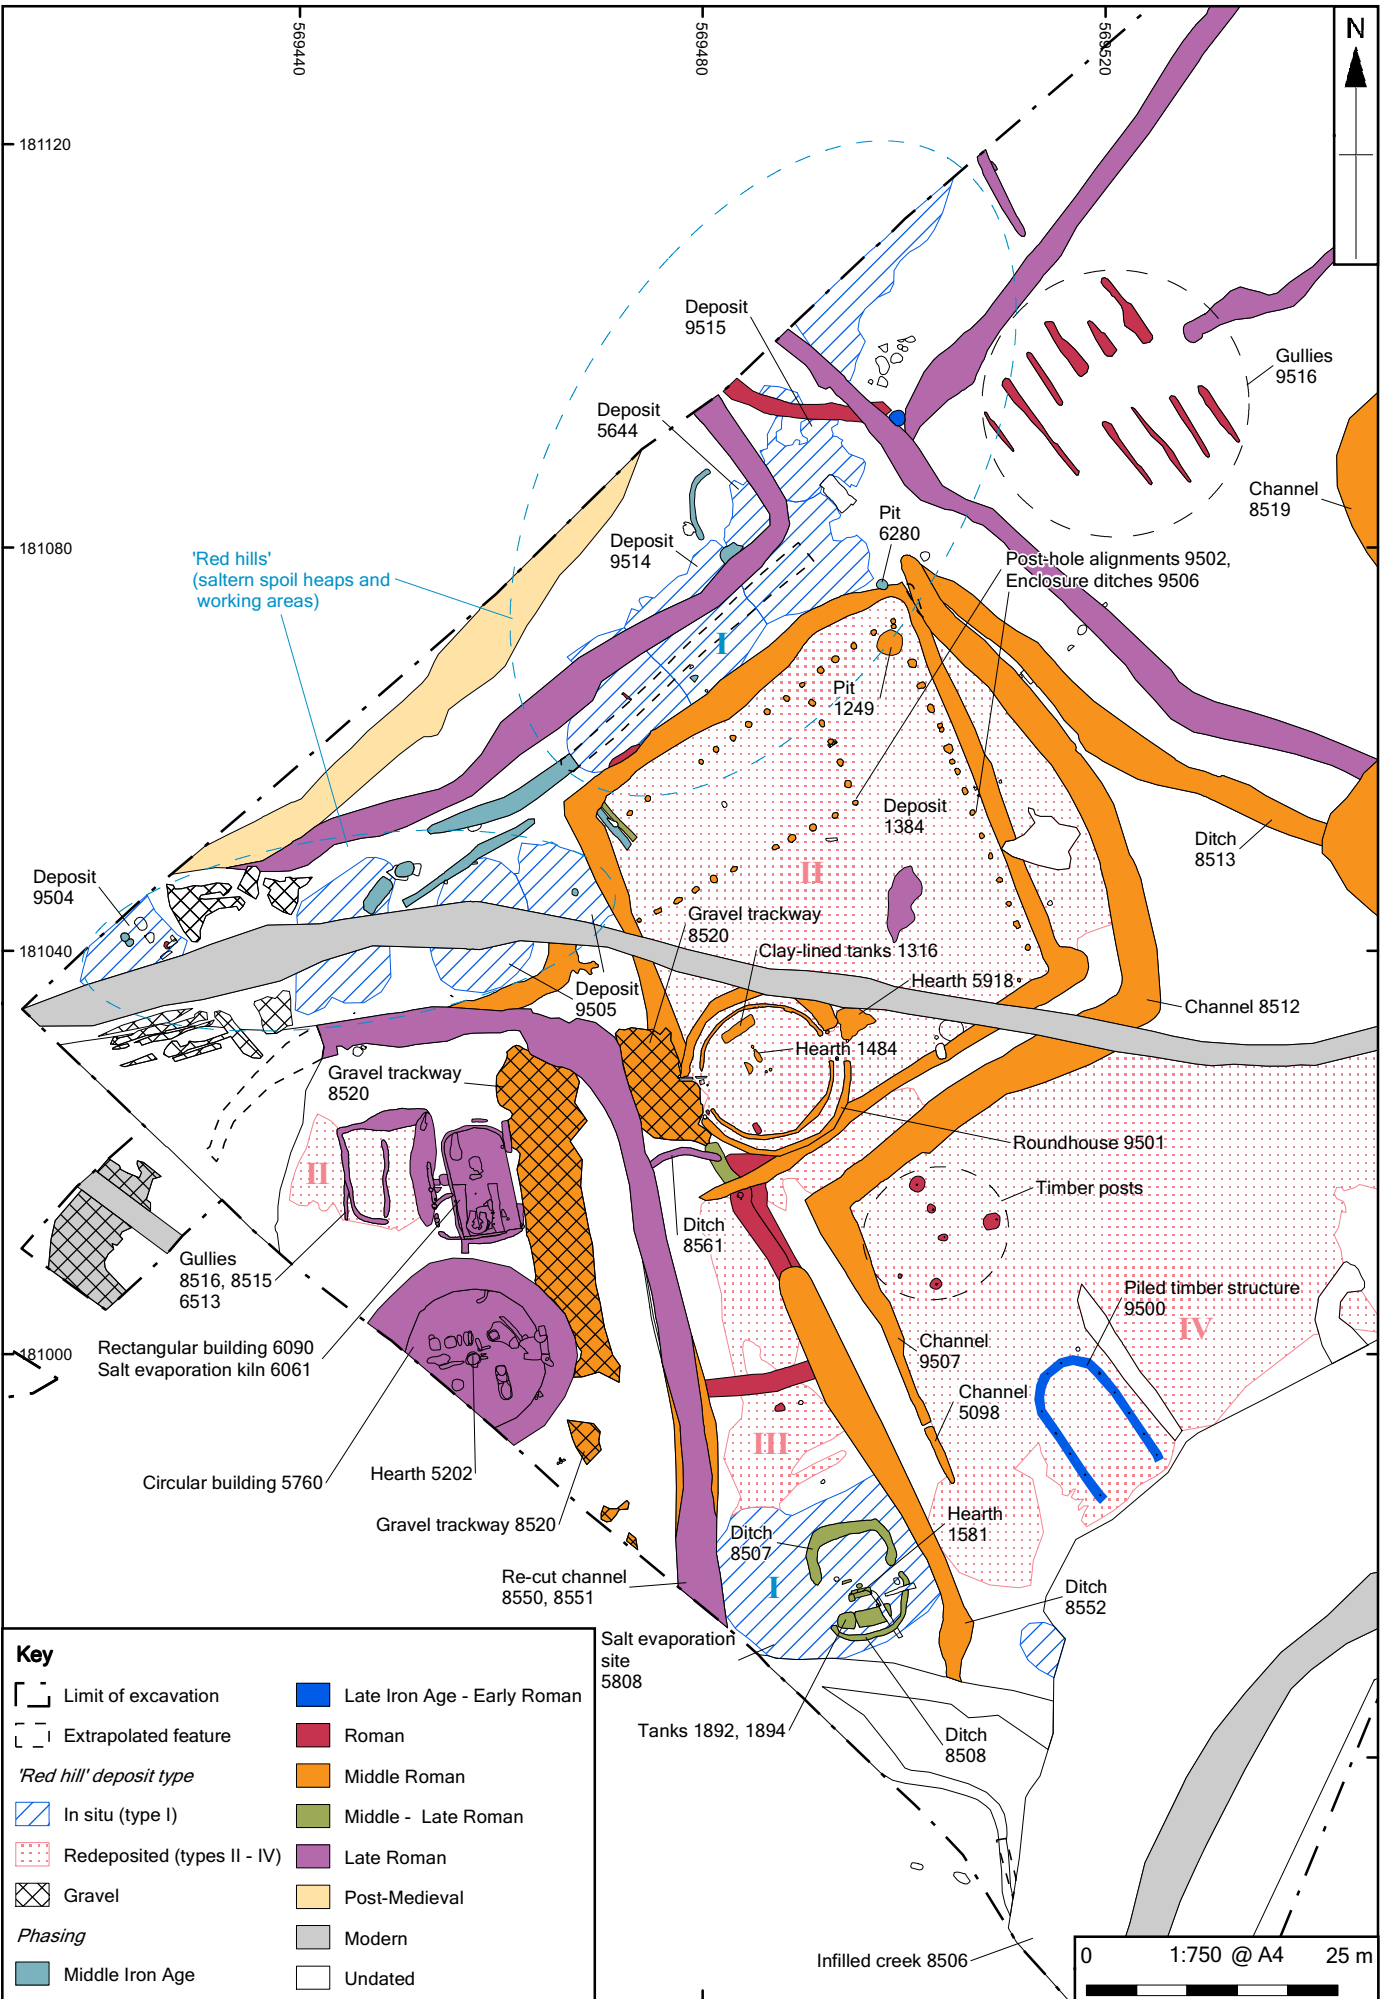 569440
569480
569520
N
181120
181080
181040
181000
Deposit
9515
Gullies
9516
Deposit
5644
Channel
8519
Pit
6280
Deposit
9514
Post-hole alignments 9502,
Enclosure ditches 9506
'Red hills'
(saltern spoil heaps and
working areas)
I
Pit
1249
Deposit
1384
Ditch
8513
II
Deposit
9504
Gravel trackway
8520
Clay-lined tanks 1316
Hearth 5918
Deposit
9505
Channel 8512
Hearth 1484
Gravel trackway
8520
Roundhouse 9501
II
Timber posts
Ditch
8561
Gullies
8516, 8515
6513
Piled timber structure
9500
IV
Rectangular building 6090
Salt evaporation kiln 6061
Channel
9507
Channel
5098
III
Circular building 5760
Hearth 5202
Gravel trackway 8520
Hearth
1581
Ditch
8507
Re-cut channel
8550, 8551
I
Ditch
8552
Salt evaporation
site
5808
Tanks 1892, 1894
Ditch
8508
Infilled creek 8506
Key
Limit of excavation
Extrapolated feature
'Red hill' deposit type
In situ (type I)
Redeposited (types II - IV)
Gravel
Phasing
Middle Iron Age
Late Iron Age - Early Roman
Roman
Middle Roman
Middle - Late Roman
Late Roman
Post-Medieval
Modern
Undated
0 1:750 @ A4 25 m